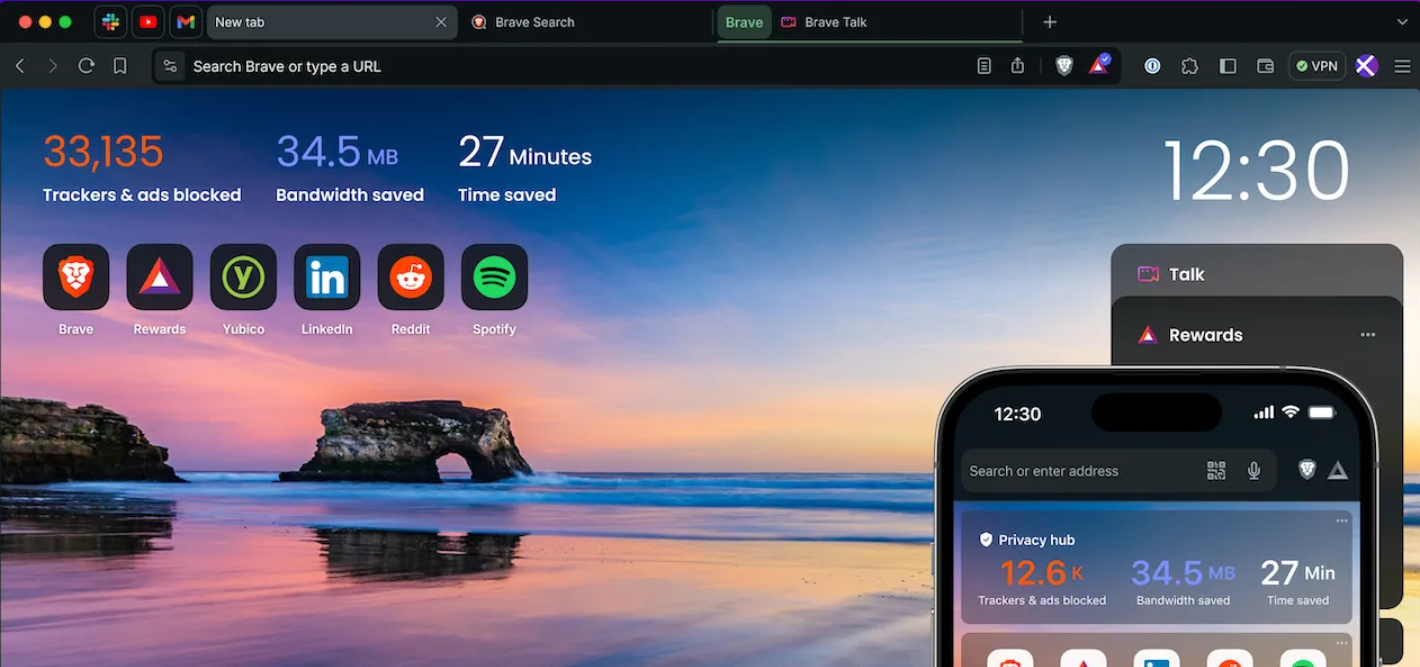 New tab
Brave Search
Brave
Brave Talk
Search Brave or type a URL
VPN
33,135
34.5 MB
27 Minutes
Trackers & ads blocked
Bandwidth saved
Time saved
12:30
Brave
Rewards
Yubico
LinkedIn
Reddit
Spotify
Talk
Rewards
12:30
Search or enter address
Privacy hub
12.6 K
34.5 MB
27 Min
Trackers & ads blocked
Bandwidth saved
Time saved